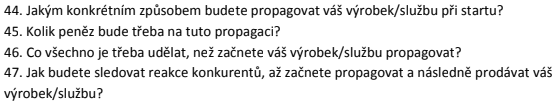 44. Jakým konkrétním způsobem budete propagovat váš výrobek/službu při startu?
45. Kolik peněz bude třeba na tuto propagaci?
46. Co všechno je třeba udělat, než začnete váš výrobek/službu propagovat?
47. Jak budete sledovat reakce konkurentů, až začnete propagovat a následně prodávat váš
výrobek/službu?